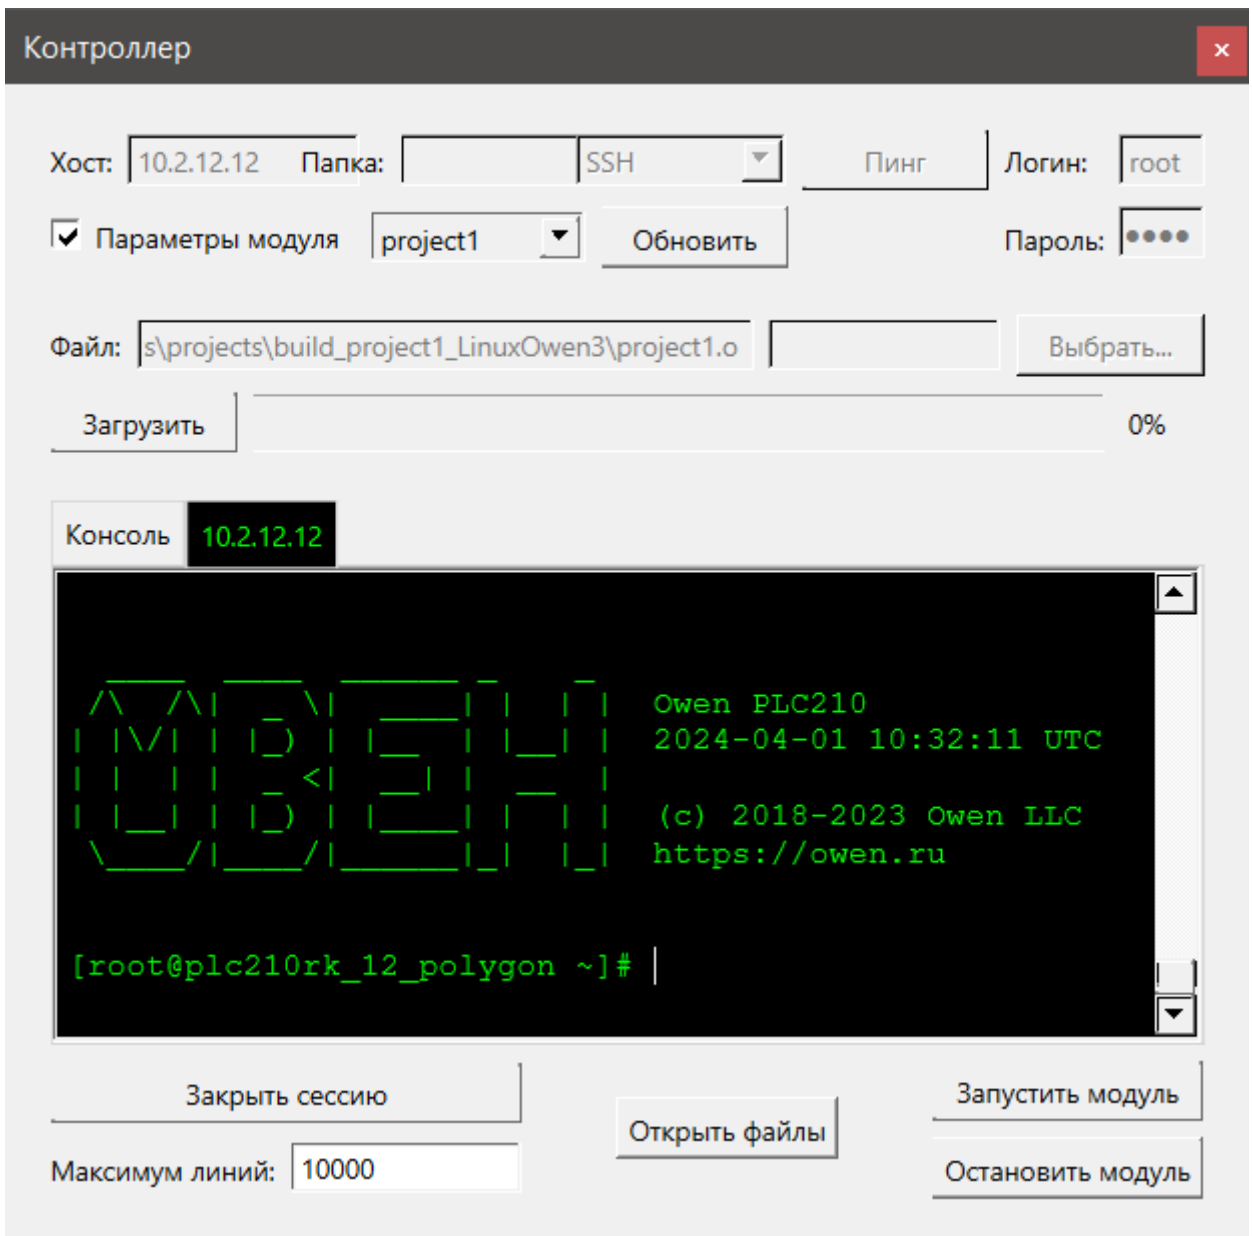 Контроллер
Хост: 10.2.12.12 Папка: SSH Пинг Логин: root
Параметры модуля project1 Обновить Пароль: ●●●●
Файл: s\projects\build_project1_LinuxOwen3\project1.o Выбрать...
Загрузить 0%
Консоль 10.2.12.12
ОВЕН
Owen PLC210
2024-04-01 10:32:11 UTC
(c) 2018-2023 Owen LLC
https://owen.ru
[root@plc210rk_12_polygon ~]#
Закрыть сессию Открыть файлы Запустить модуль
Максимум линий: 10000 Остановить модуль